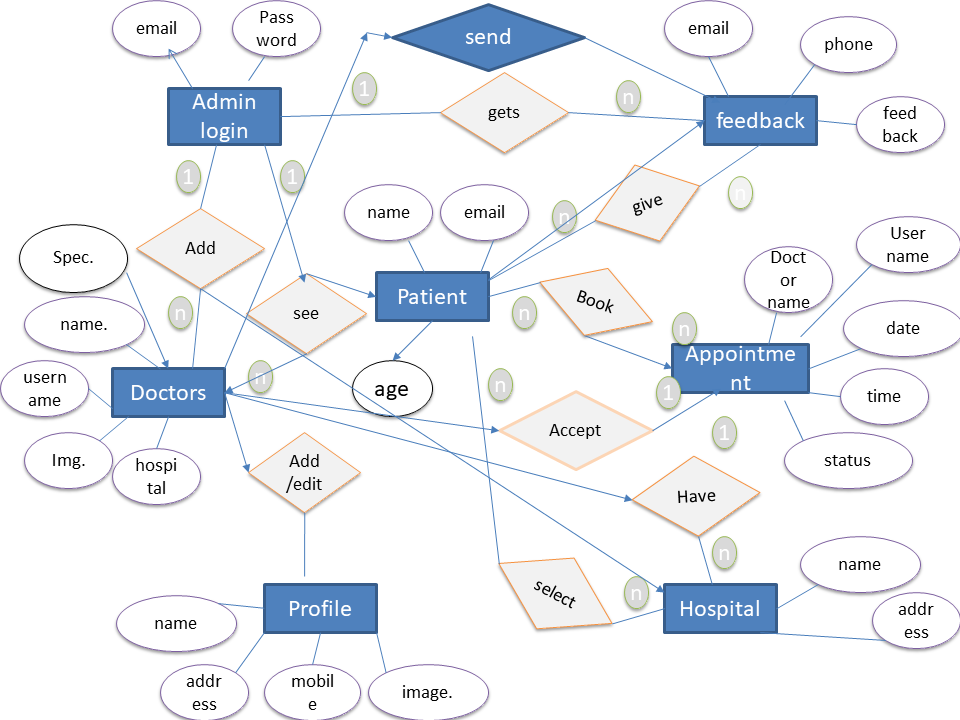 email
Pass
word
send
email
phone
Admin
login
1
gets
n
feedback
feed
back
1
1
name
email
n
give
n
Spec.
Add
User
name
Doct
or
name
Patient
Book
n
see
name.
n
n
date
Appointme
nt
Doctors
usern
ame
n
age
n
1
time
Accept
1
status
Img.
hospi
tal
Add
/edit
Have
n
name
select
n
Hospital
Profile
name
addr
ess
addr
ess
mobil
e
image.